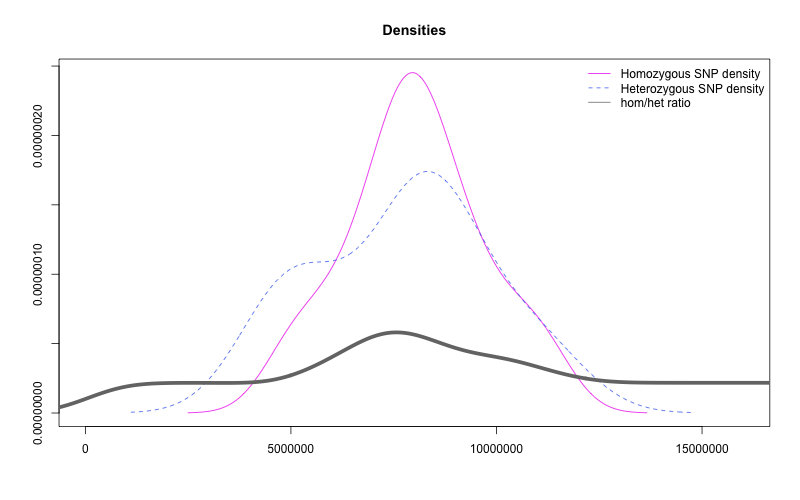 Densities
Homozygous SNP density
Heterozygous SNP density
hom/het ratio
0.00000020
0.00000010
0.00000000
0
5000000
10000000
15000000